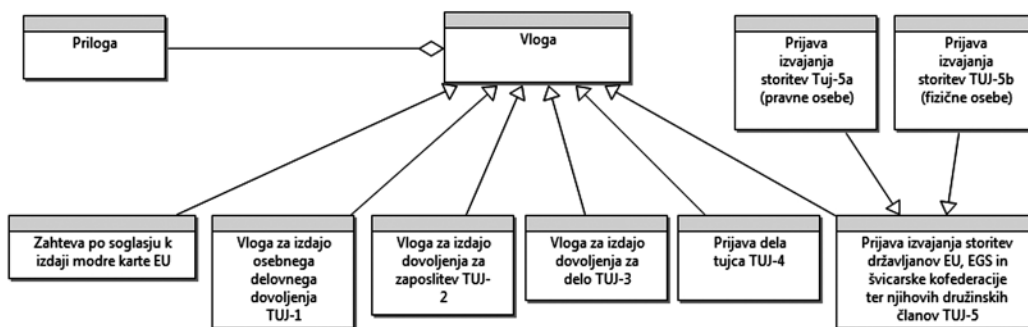 Priloga
Vloga
Prijava
izvajanja
storitev Tuj-5a
(pravne osebe)
Prijava
izvajanja
storitev TUJ-5b
(fizične osebe)
Zahteva po soglasju k
izdaji modre karte EU
Vloga za izdajo
osebnega
delovnega
dovoljenja
TUJ-1
Vloga za izdajo
dovoljenja za
zaposlitev TUJ-
2
Vloga za izdajo
dovoljenja za
delo TUJ-3
Prijava dela
tujca TUJ-4
Prijava izvajanja storitev
državljanov EU, EGS in
švicarske kofederacije
ter njihovih družinskih
članov TUJ-5